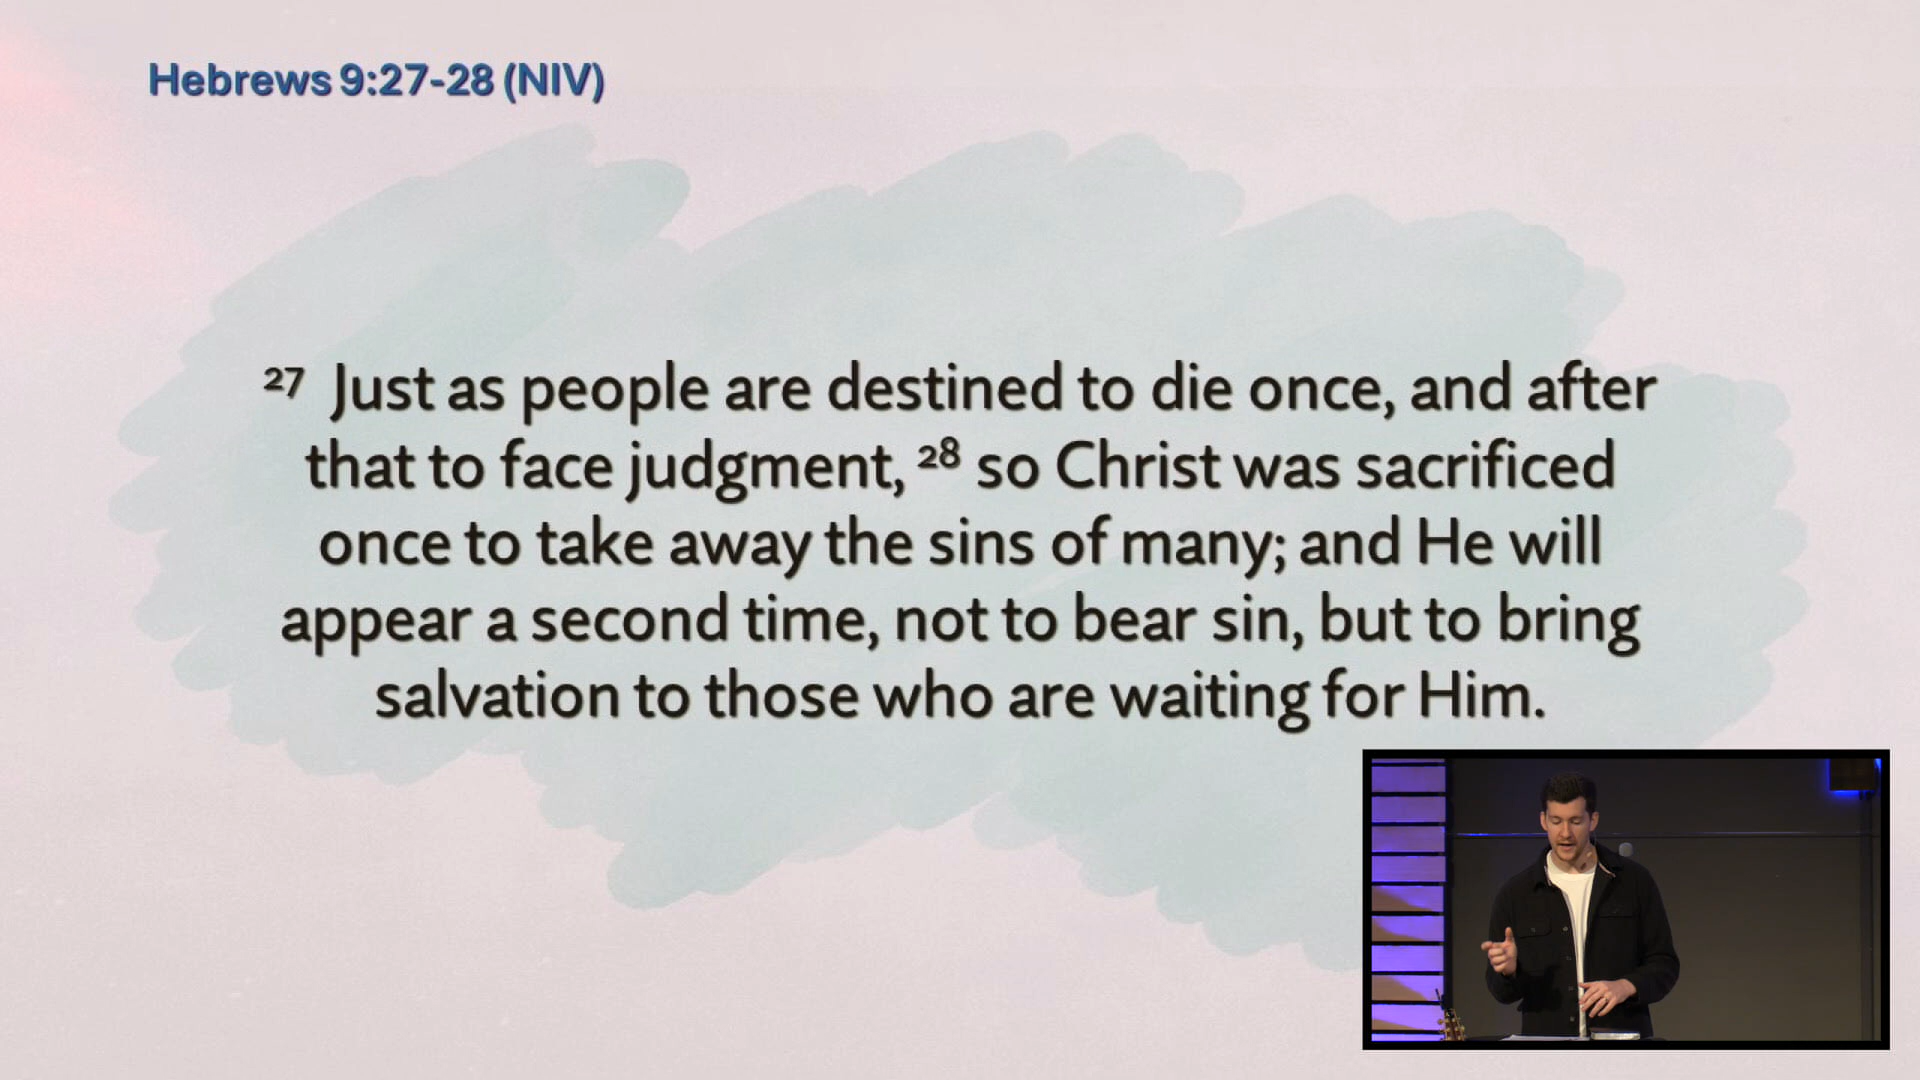 Hebrews 9:27-28 (NIV)
27 Just as people are destined to die once, and after
that to face judgment, 28 so Christ was sacrificed
once to take away the sins of many; and He will
appear a second time, not to bear sin, but to bring
salvation to those who are waiting for Him.